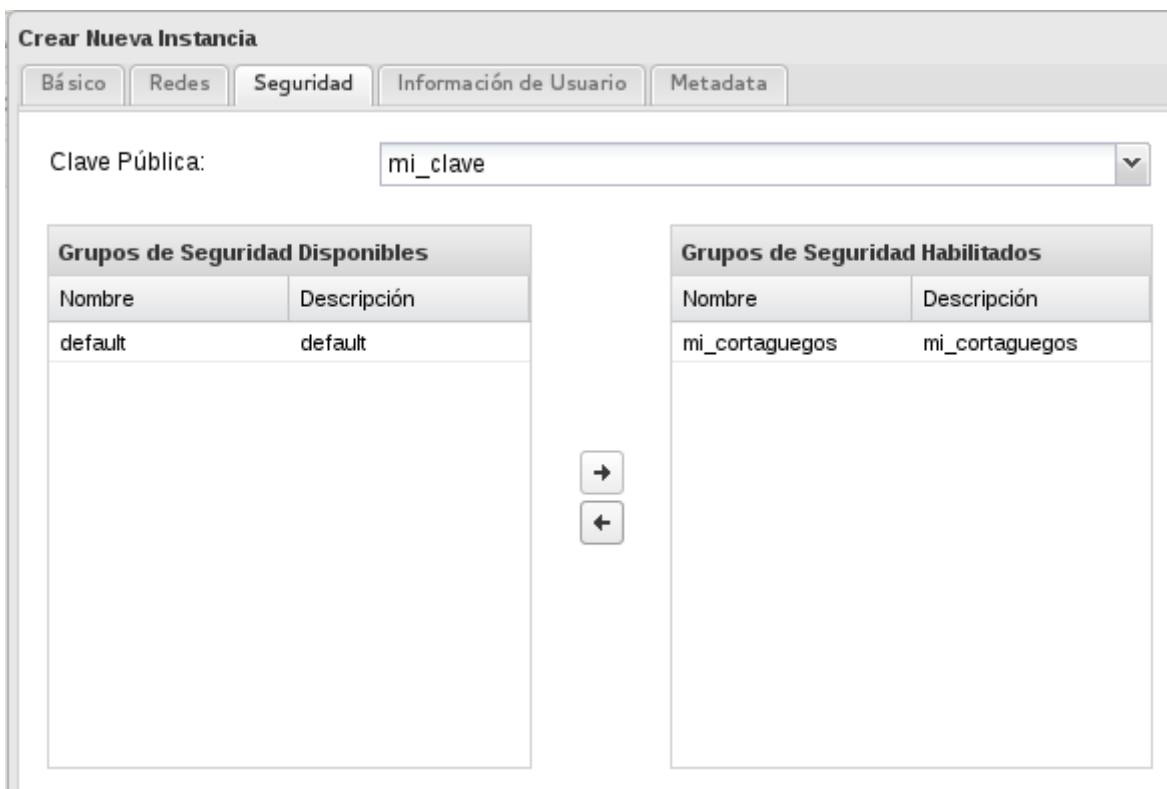 Crear Nueva Instancia
Básico Redes Seguridad Información de Usuario Metadata
Clave Pública: mi_clave
Grupos de Seguridad Disponibles Grupos de Seguridad Habilitados
Nombre Descripción Nombre Descripción
default default mi_cortaguegos mi_cortaguegos